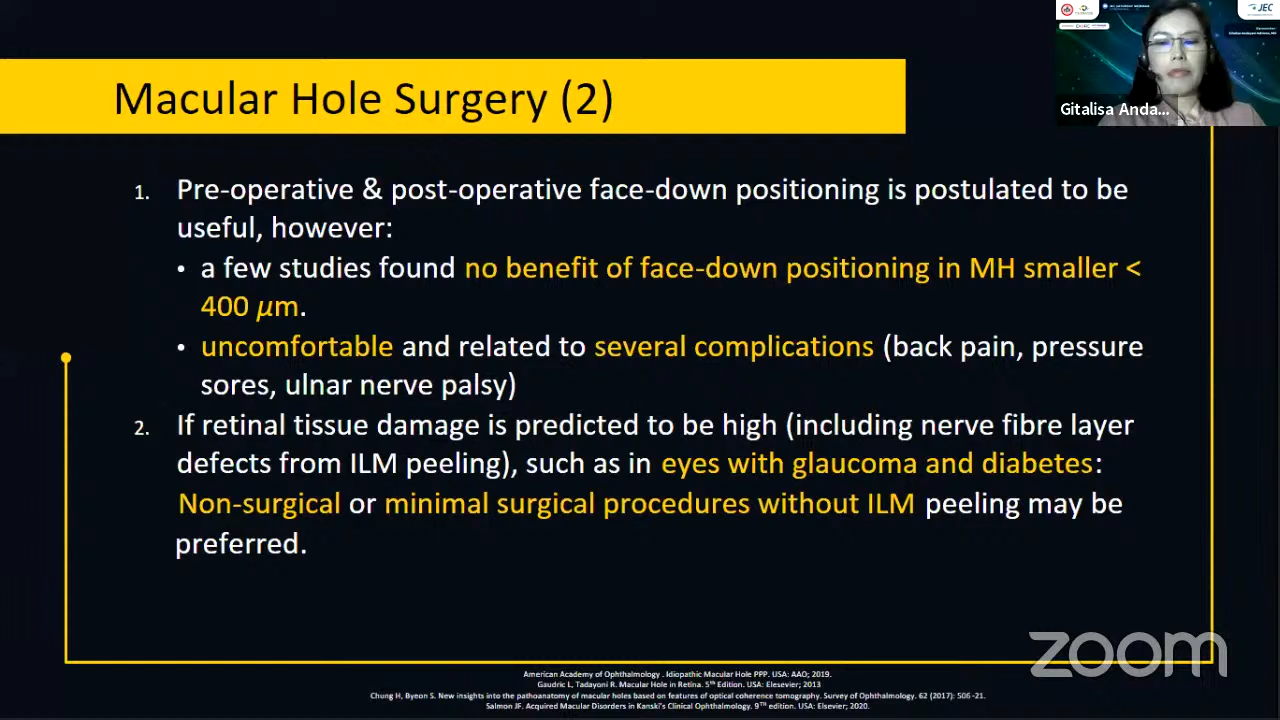 JEC
Gitalisa Anda...
Macular Hole Surgery (2)
1. Pre-operative & post-operative face-down positioning is postulated to be
useful, however:
• a few studies found no benefit of face-down positioning in MH smaller <
400 μm.
• uncomfortable and related to several complications (back pain, pressure
sores, ulnar nerve palsy)
2. If retinal tissue damage is predicted to be high (including nerve fibre layer
defects from ILM peeling), such as in eyes with glaucoma and diabetes:
Non-surgical or minimal surgical procedures without ILM peeling may be
preferred.
zoom
American Academy of Ophthalmology . Idiopathic Macular Hole PPP. USA: AAO; 2019.
Gaudric L, Tadayoni R. Macular Hole in Retina. 5th Edition. USA: Elesevier; 2013
Chung H, Byeon S. New insights into the pathoanatomy of macular holes based on features of optical coherence tomography. Survey of Ophthalmology. 62 (2017): 506 -21.
Salmon JF. Acquired Macular Disorders in Kanski's Clinical Ophthalmology. 9TH edition. USA: Elsevier; 2020.